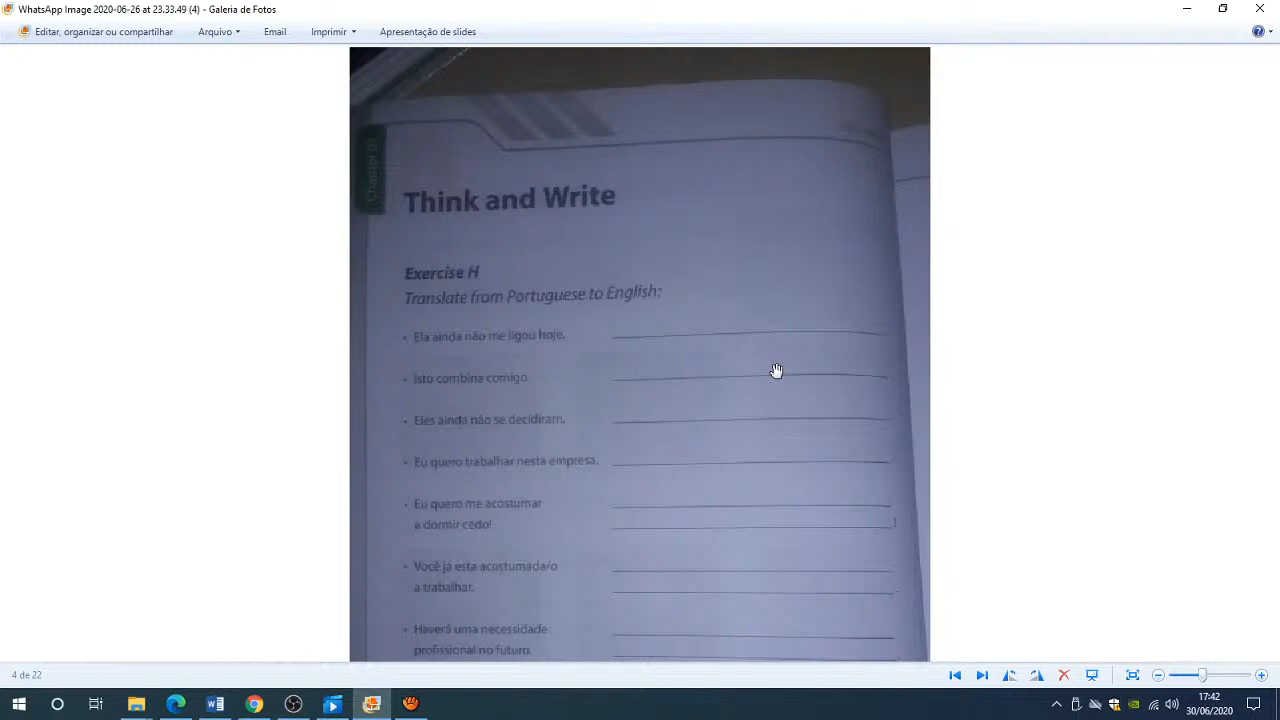 WhatsApp Image 2020-06-26 at 23.33.49 (4) - Galeria de Fotos
Editar, organizar ou compartilhar Arquivo Email Imprimir Apresentação de slides
Chapter 03
Think and Write
Exercise H
Translate from Portuguese to English:
• Ela ainda não me ligou hoje.
• Isto combina comigo.
• Eles ainda não se decidiram.
• Eu quero trabalhar nesta empresa.
• Eu quero me acostumar
a dormir cedo!
• Você já esta acostumada/o
a trabalhar.
• Haverá uma necessidade
profissional no futuro.
4 de 22
17:42
30/06/2020